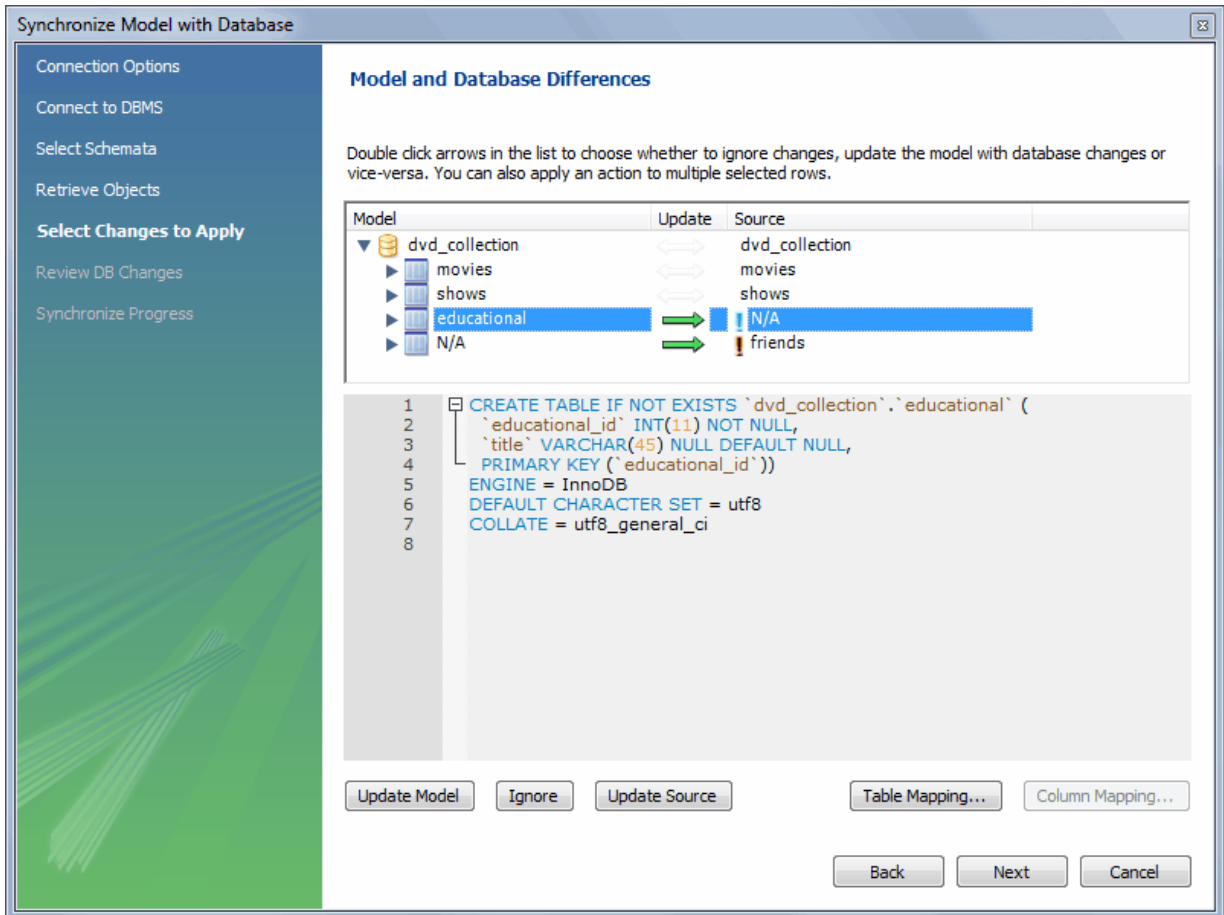 Synchronize Model with Database
Connection Options
Connect to DBMS
Select Schemata
Retrieve Objects
Select Changes to Apply
Review DB Changes
Synchronize Progress
Model and Database Differences
Double click arrows in the list to choose whether to ignore changes, update the model with database changes or
vice-versa. You can also apply an action to multiple selected rows.
Model Update Source
dvd_collection dvd_collection
movies movies
shows shows
educational N/A
N/A friends
1 CREATE TABLE IF NOT EXISTS `dvd_collection`.`educational` (
2 `educational_id` INT(11) NOT NULL,
3 `title` VARCHAR(45) NULL DEFAULT NULL,
4 PRIMARY KEY (`educational_id`))
5 ENGINE = InnoDB
6 DEFAULT CHARACTER SET = utf8
7 COLLATE = utf8_general_ci
8
Update Model Ignore Update Source Table Mapping... Column Mapping...
Back Next Cancel